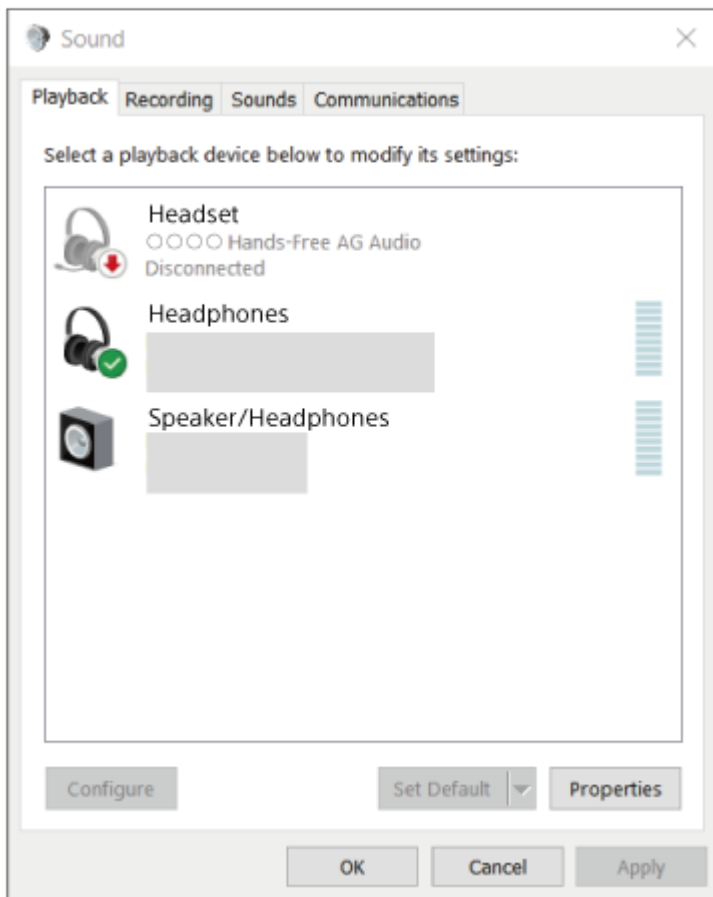 Sound
Playback Recording Sounds Communications
Select a playback device below to modify its settings:
Headset
○○○○ Hands-Free AG Audio
Disconnected
Headphones
Speaker/Headphones
Configure Set Default Properties
OK Cancel Apply